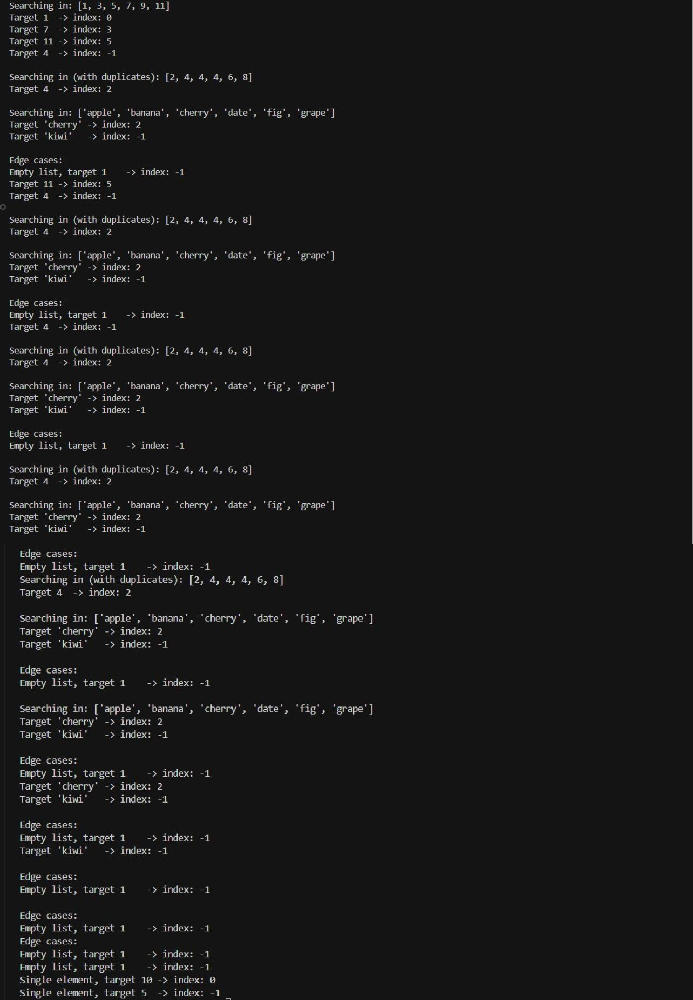 Searching in: [1, 3, 5, 7, 9, 11]
Target 1  -> index: 0
Target 7  -> index: 3
Target 11 -> index: 5
Target 4  -> index: -1

Searching in (with duplicates): [2, 4, 4, 4, 6, 8]
Target 4  -> index: 2

Searching in: ['apple', 'banana', 'cherry', 'date', 'fig', 'grape']
Target 'cherry' -> index: 2
Target 'kiwi'   -> index: -1

Edge cases:
Empty list, target 1    -> index: -1
Target 11 -> index: 5
Target 4  -> index: -1

Searching in (with duplicates): [2, 4, 4, 4, 6, 8]
Target 4  -> index: 2

Searching in: ['apple', 'banana', 'cherry', 'date', 'fig', 'grape']
Target 'cherry' -> index: 2
Target 'kiwi'   -> index: -1

Edge cases:
Empty list, target 1    -> index: -1
Target 4  -> index: -1

Searching in (with duplicates): [2, 4, 4, 4, 6, 8]
Target 4  -> index: 2

Searching in: ['apple', 'banana', 'cherry', 'date', 'fig', 'grape']
Target 'cherry' -> index: 2
Target 'kiwi'   -> index: -1

Edge cases:
Empty list, target 1    -> index: -1

Searching in (with duplicates): [2, 4, 4, 4, 6, 8]
Target 4  -> index: 2

Searching in: ['apple', 'banana', 'cherry', 'date', 'fig', 'grape']
Target 'cherry' -> index: 2
Target 'kiwi'   -> index: -1

Edge cases:
Empty list, target 1    -> index: -1
Searching in (with duplicates): [2, 4, 4, 4, 6, 8]
Target 4  -> index: 2

Searching in: ['apple', 'banana', 'cherry', 'date', 'fig', 'grape']
Target 'cherry' -> index: 2
Target 'kiwi'   -> index: -1

Edge cases:
Empty list, target 1    -> index: -1

Searching in: ['apple', 'banana', 'cherry', 'date', 'fig', 'grape']
Target 'cherry' -> index: 2
Target 'kiwi'   -> index: -1

Edge cases:
Empty list, target 1    -> index: -1
Target 'cherry' -> index: 2
Target 'kiwi'   -> index: -1

Edge cases:
Empty list, target 1    -> index: -1
Target 'kiwi'   -> index: -1

Edge cases:
Empty list, target 1    -> index: -1

Edge cases:
Empty list, target 1    -> index: -1
Edge cases:
Empty list, target 1    -> index: -1
Empty list, target 1    -> index: -1
Single element, target 10 -> index: 0
Single element, target 5  -> index: -1